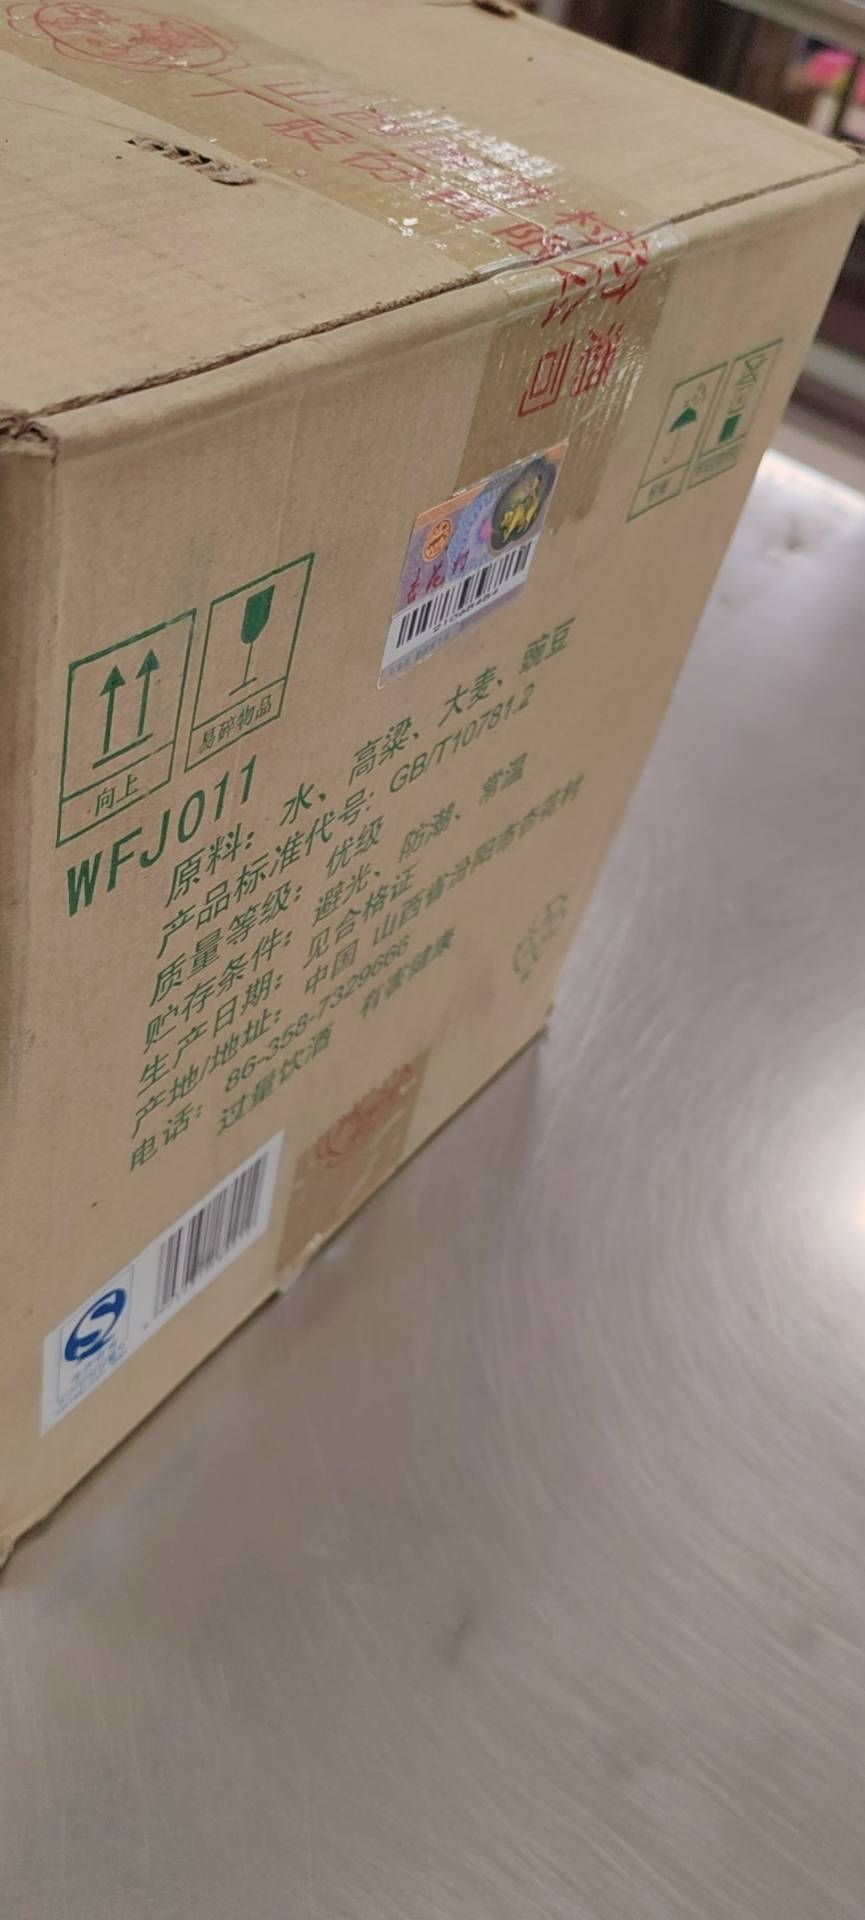 向上
易碎物品
杏花村
WFJ011
原料：水、高粱、大麦、豌豆
产品标准代号：GB/T10781.2
质量等级：优级
贮存条件：避光、防潮、常温
生产日期：见合格证
产地/地址：中国 山西省汾阳市杏花村
电话：86-358-7329666
过量饮酒 有害健康